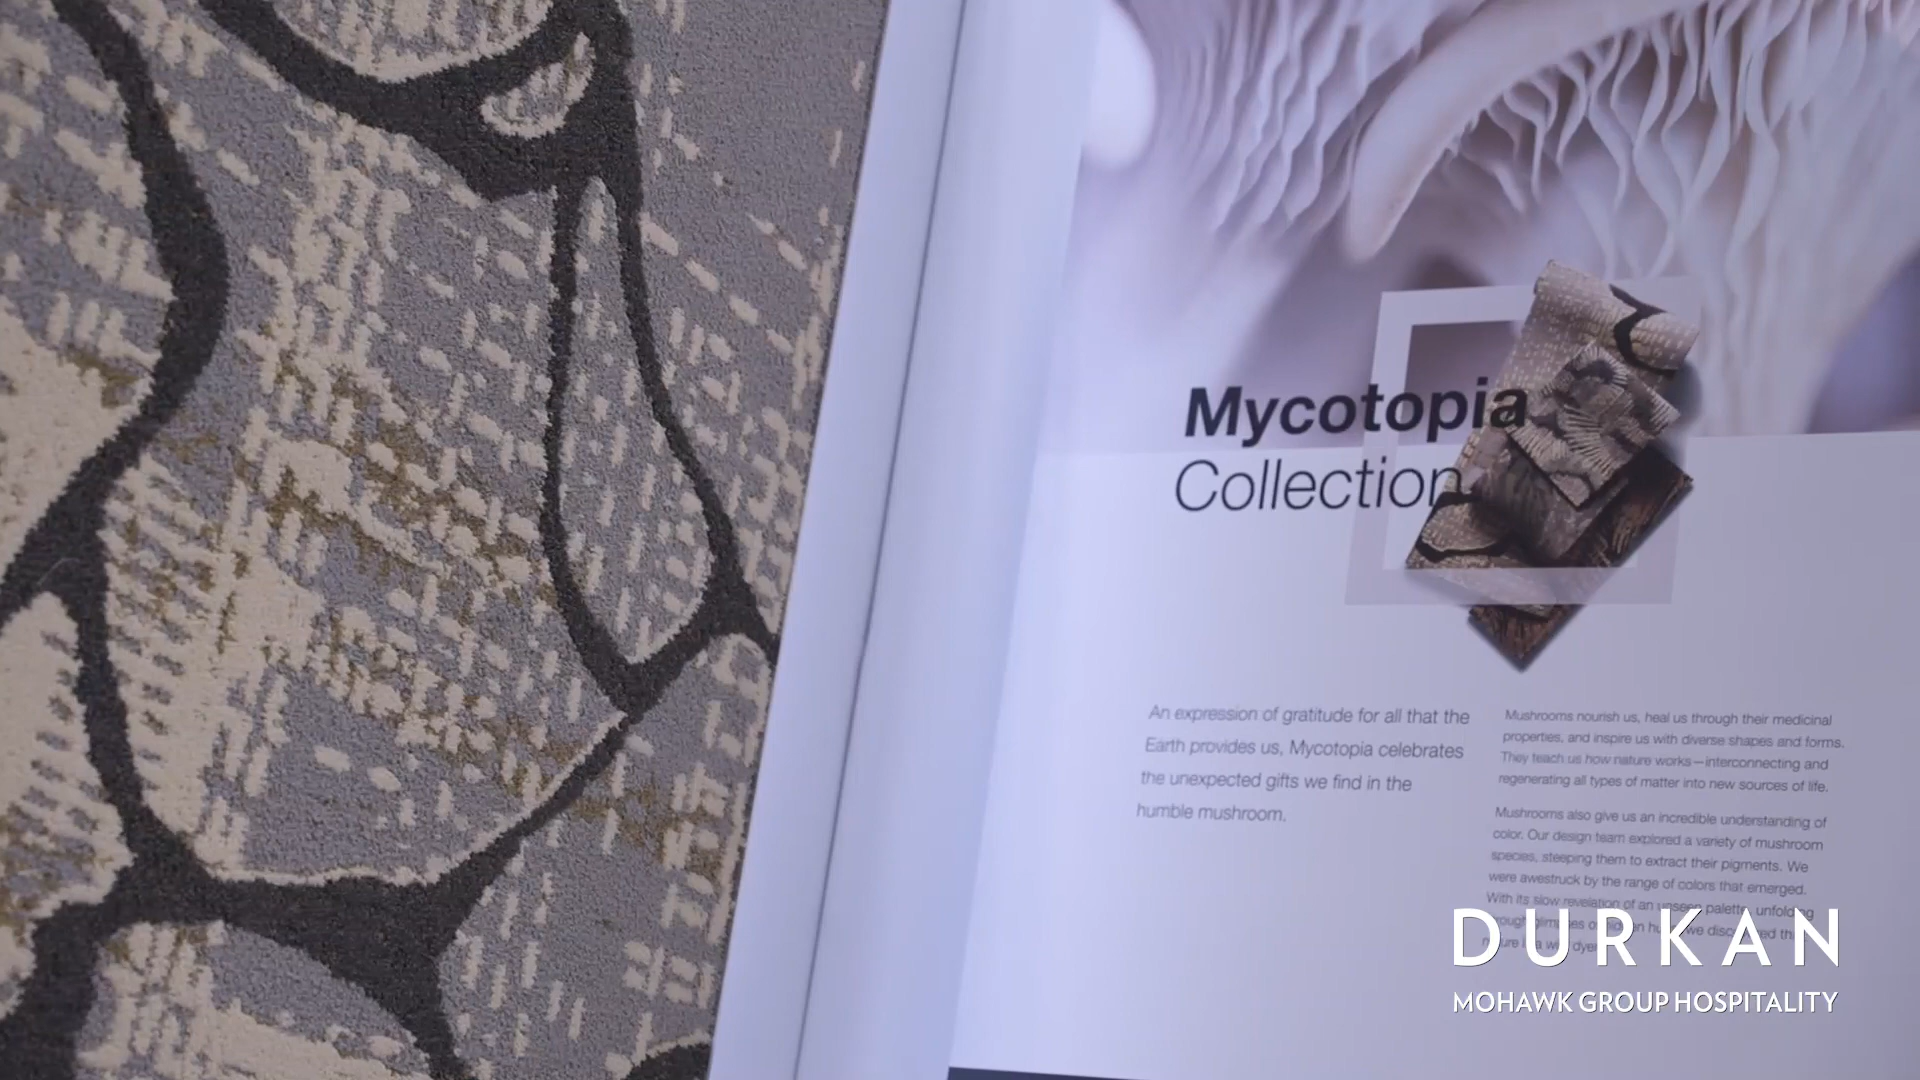 Mycotopia
Collection
An expression of gratitude for all that the
Earth provides us, Mycotopia celebrates
the unexpected gifts we find in the
humble mushroom.
Mushrooms nourish us, heal us through their medicinal
properties, and inspire us with diverse shapes and forms.
They teach us how nature works—interconnecting and
regenerating all types of matter into new sources of life.
Mushrooms also give us an incredible understanding of
color. Our design team explored a variety of mushroom
species, steeping them to extract their pigments. We
were awestruck by the range of colors that emerged.
With its slow revelation of an unseen palette, unfolding
we
DURKAN
MOHAWK GROUP HOSPITALITY